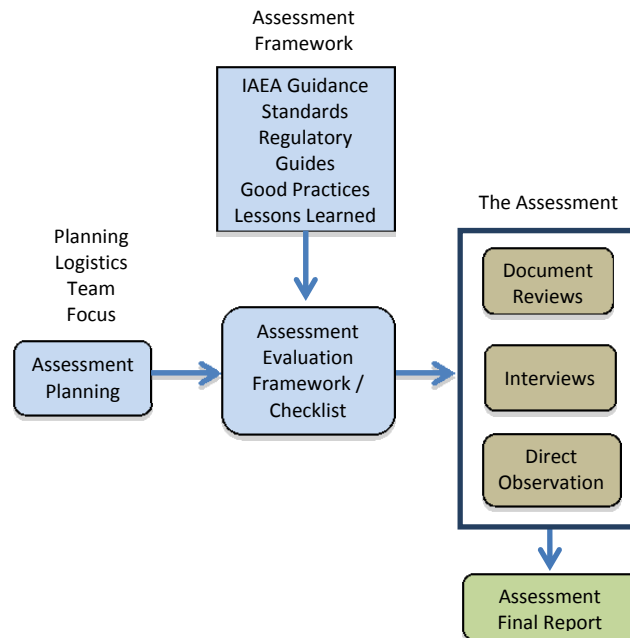 Assessment
Framework
IAEA Guidance
Standards
Regulatory
Guides
Good Practices
Lessons Learned
Planning
Logistics
Team
Focus
Assessment
Planning
Assessment
Evaluation
Framework /
Checklist
The Assessment
Document
Reviews
Interviews
Direct
Observation
Assessment
Final Report